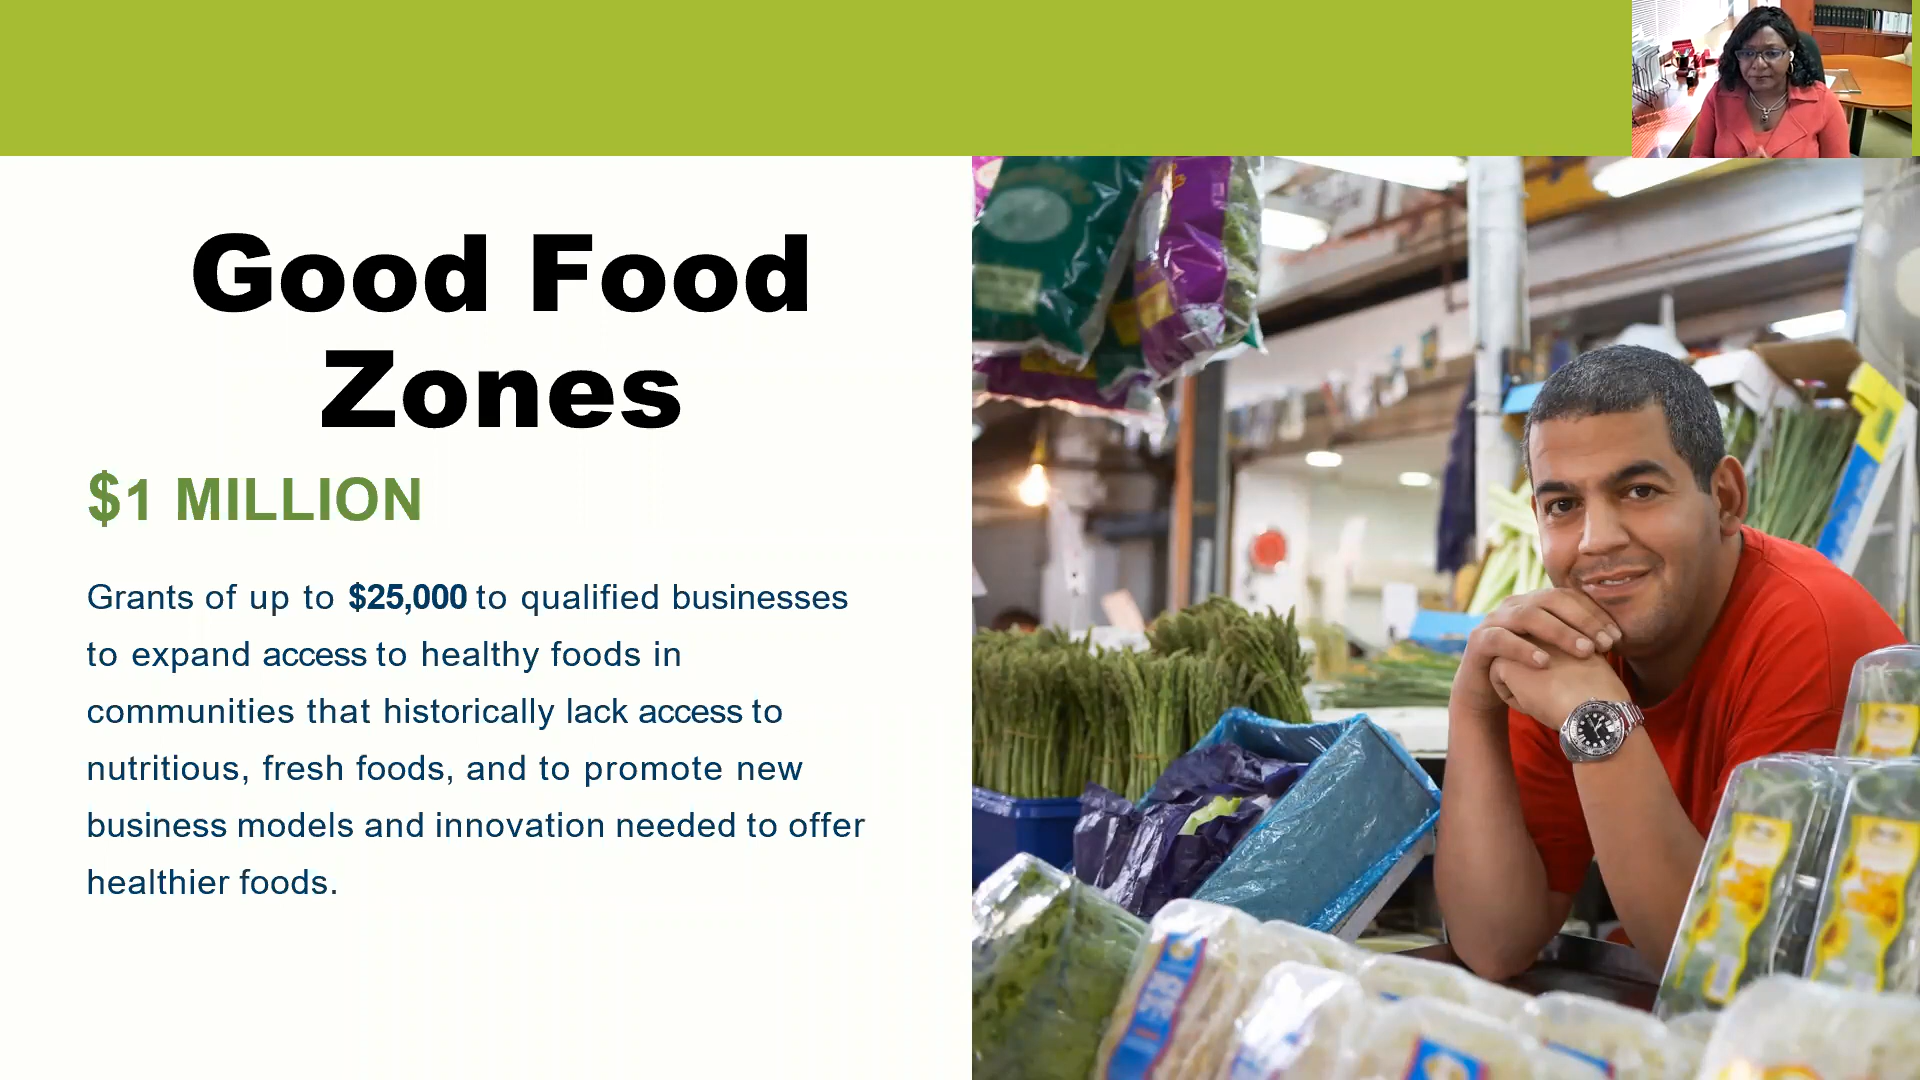 Good Food
Zones
$1 MILLION
Grants of up to $25,000 to qualified businesses
to expand access to healthy foods in
communities that historically lack access to
nutritious, fresh foods, and to promote new
business models and innovation needed to offer
healthier foods.